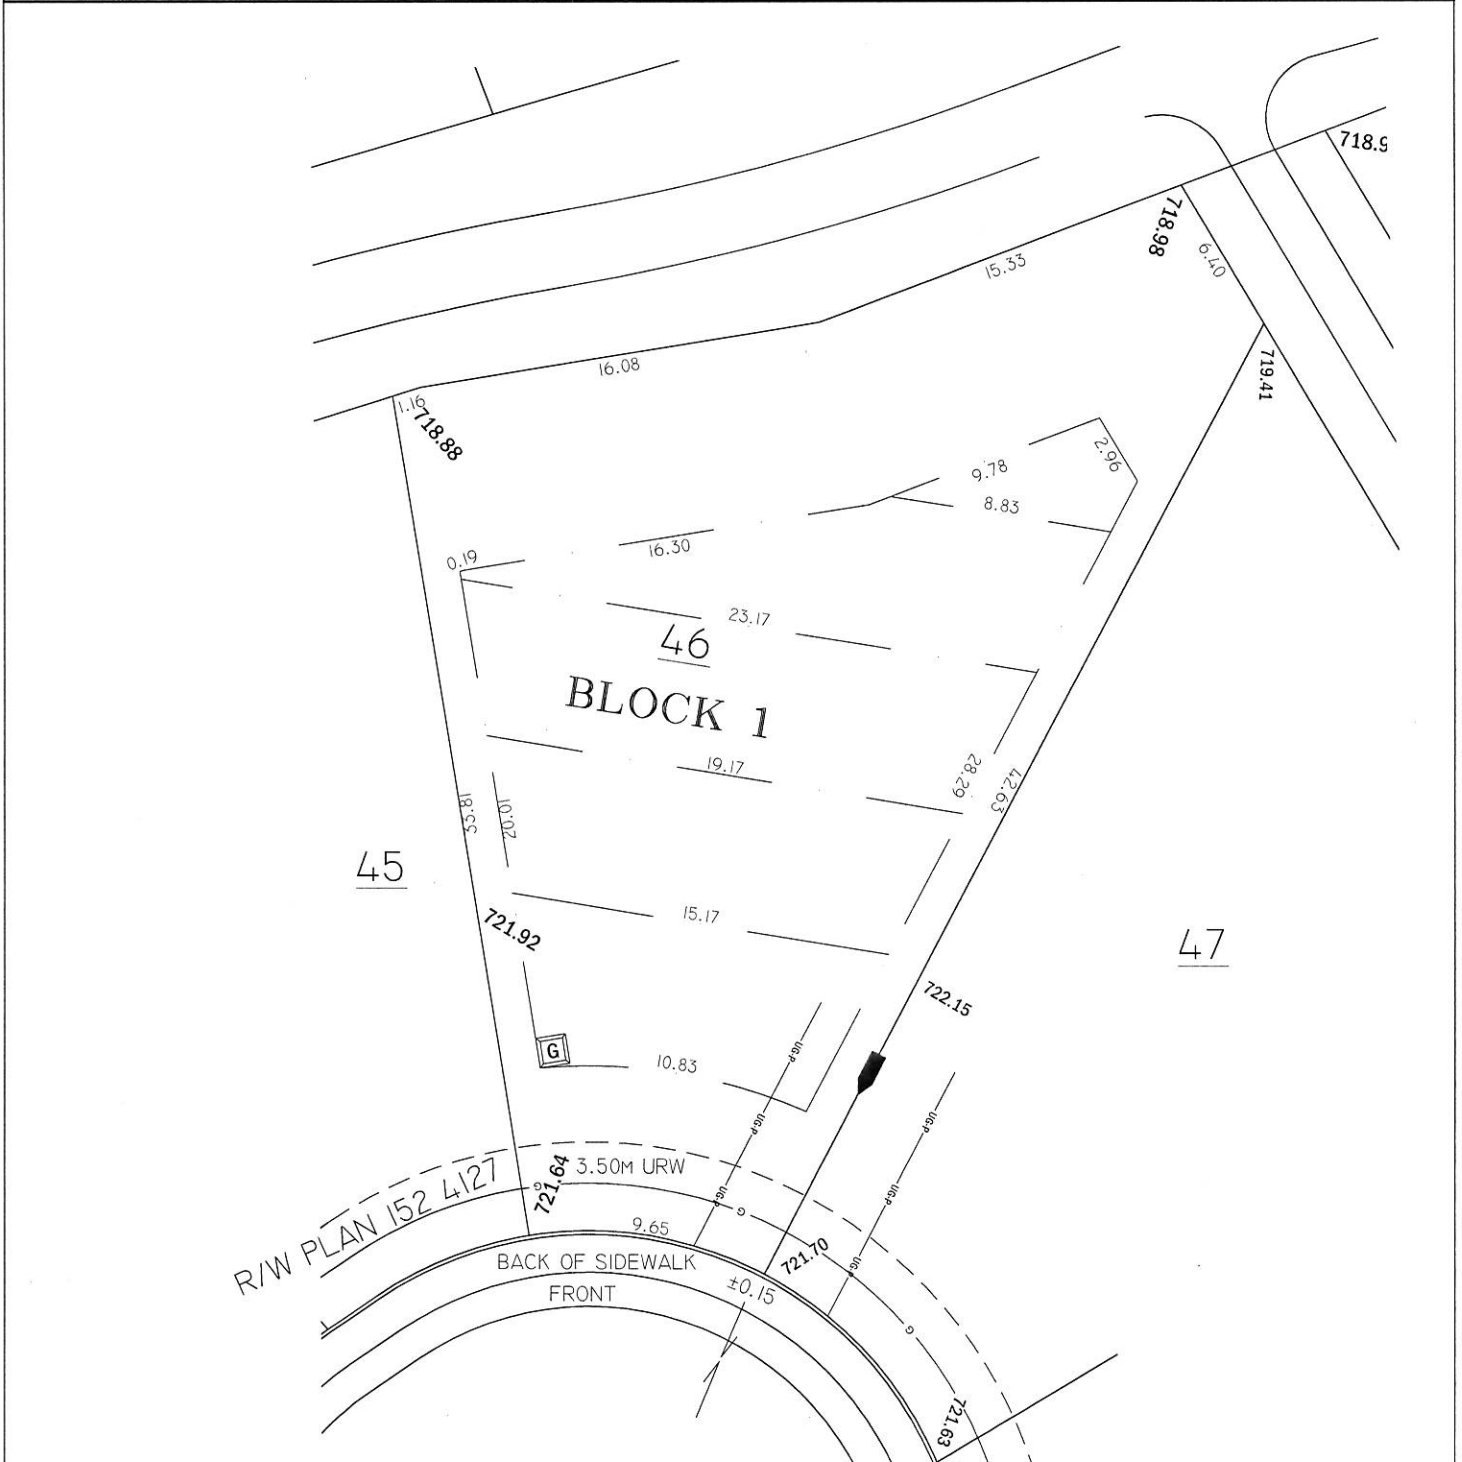 718.9
718.98
6.40
15.33
16.08
719.41
1.16
718.88
2.96
9.78
8.83
16.30
0.19
23.17
46
BLOCK 1
19.17
28.29
42.63
33.81
20.01
45
15.17
721.92
47
722.15
G
10.83
UG-P
UG-P
UG-P
UG-P
UG-P
UG-P
3.50M URW
R/W PLAN 152 4127
G
721.64
G
9.65
721.70
BACK OF SIDEWALK
±0.15
FRONT
G
721.63